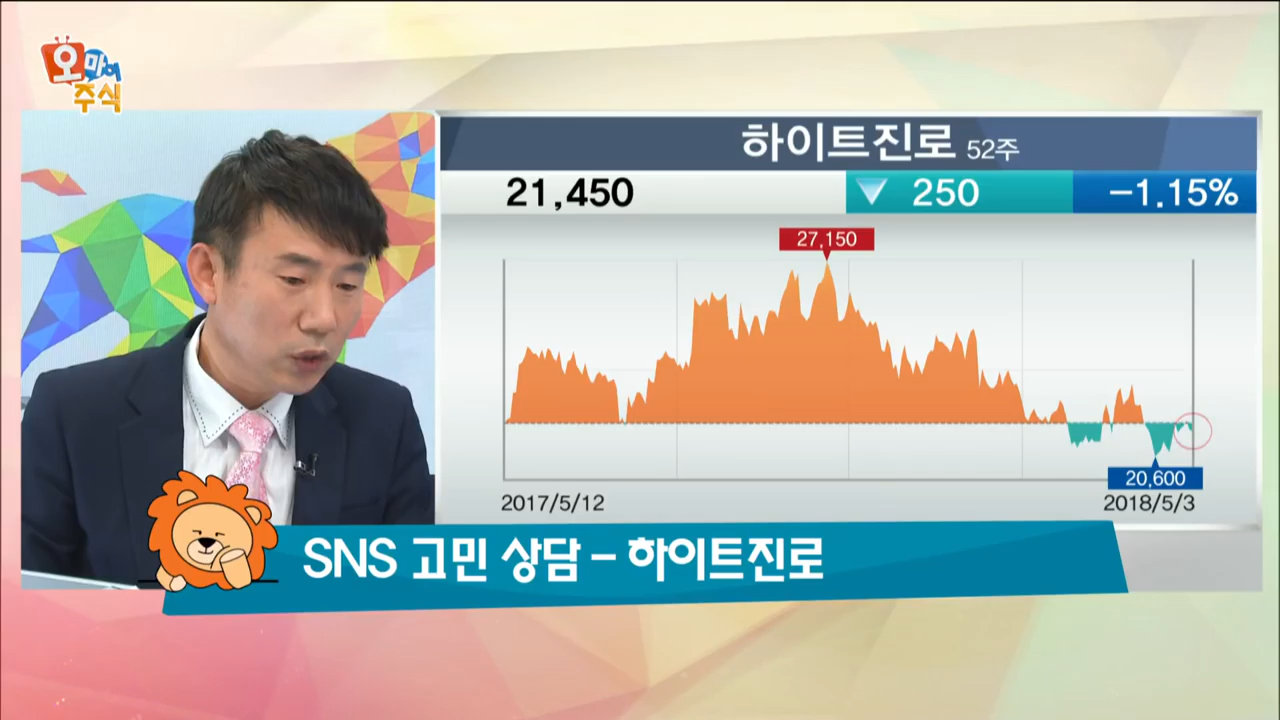 오마이
주식
하이트진로 52주
21,450 ▼ 250 -1.15%
27,150
20,600
2017/5/12 2018/5/3
SNS 고민 상담 - 하이트진로